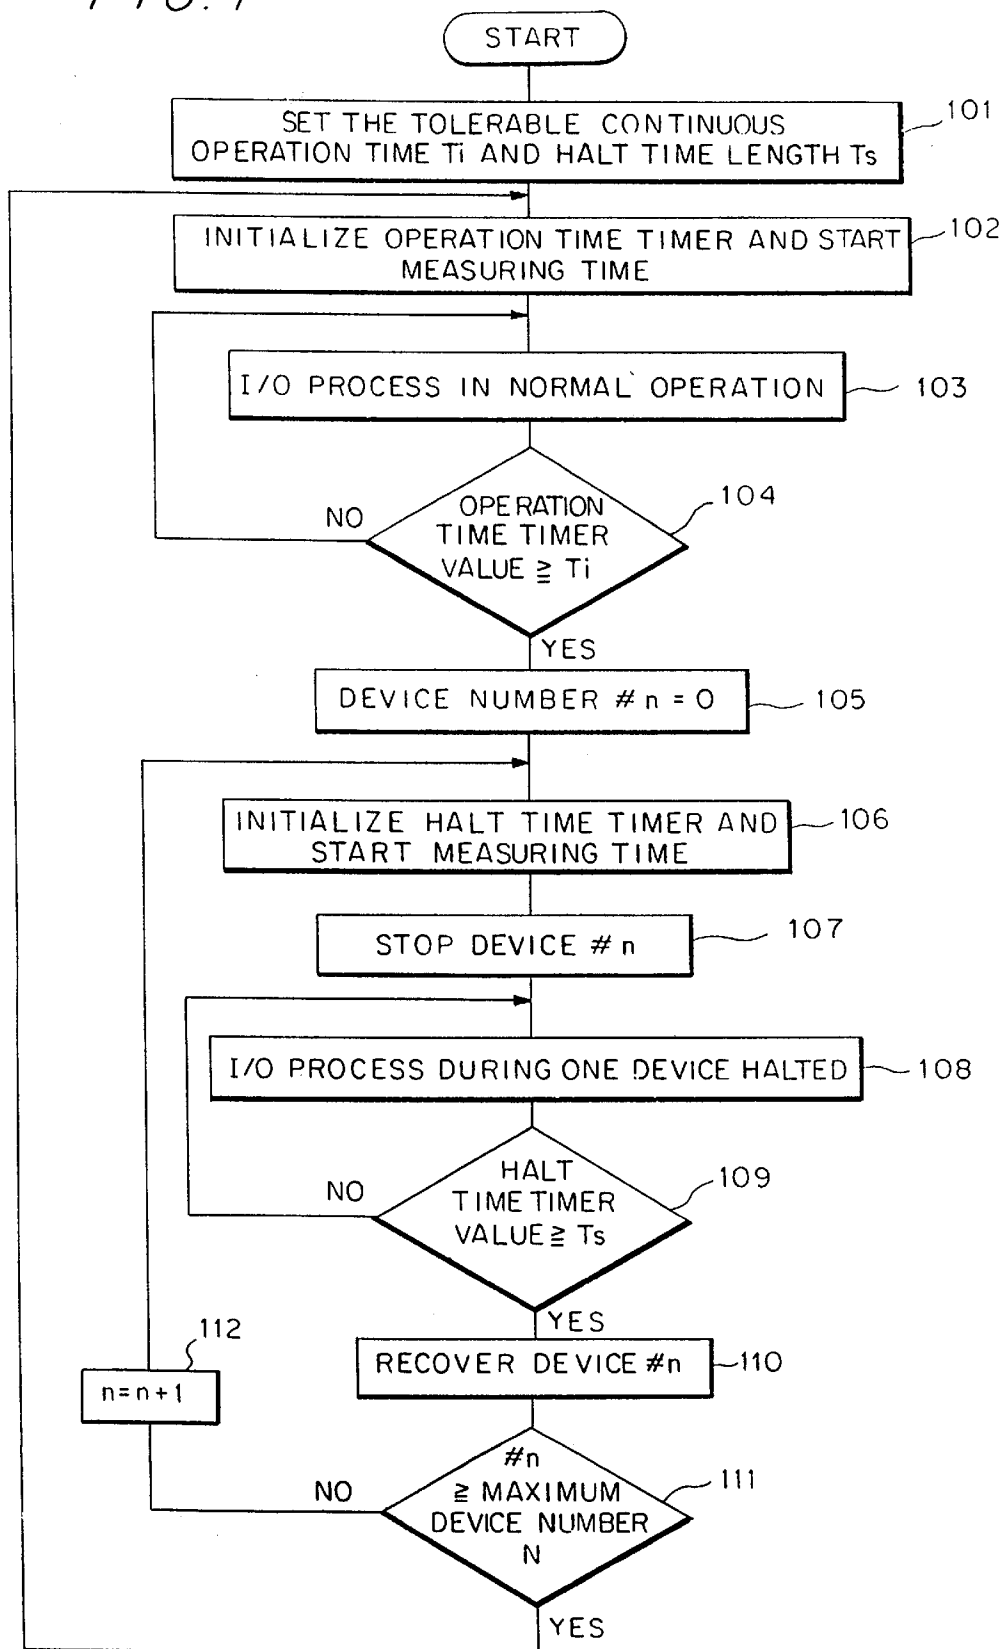 START
SET THE TOLERABLE CONTINUOUS
OPERATION TIME Ti AND HALT TIME LENGTH Ts
101
INITIALIZE OPERATION TIME TIMER AND START
MEASURING TIME
102
I/O PROCESS IN NORMAL OPERATION
103
OPERATION
TIME TIMER
VALUE ≧ Ti
104
NO
YES
DEVICE NUMBER #n = 0
105
INITIALIZE HALT TIME TIMER AND
START MEASURING TIME
106
STOP DEVICE #n
107
I/O PROCESS DURING ONE DEVICE HALTED
108
HALT
TIME TIMER
VALUE ≧ Ts
109
NO
YES
RECOVER DEVICE #n
110
112
n=n+1
#n
≧ MAXIMUM
DEVICE NUMBER
N
111
NO
YES